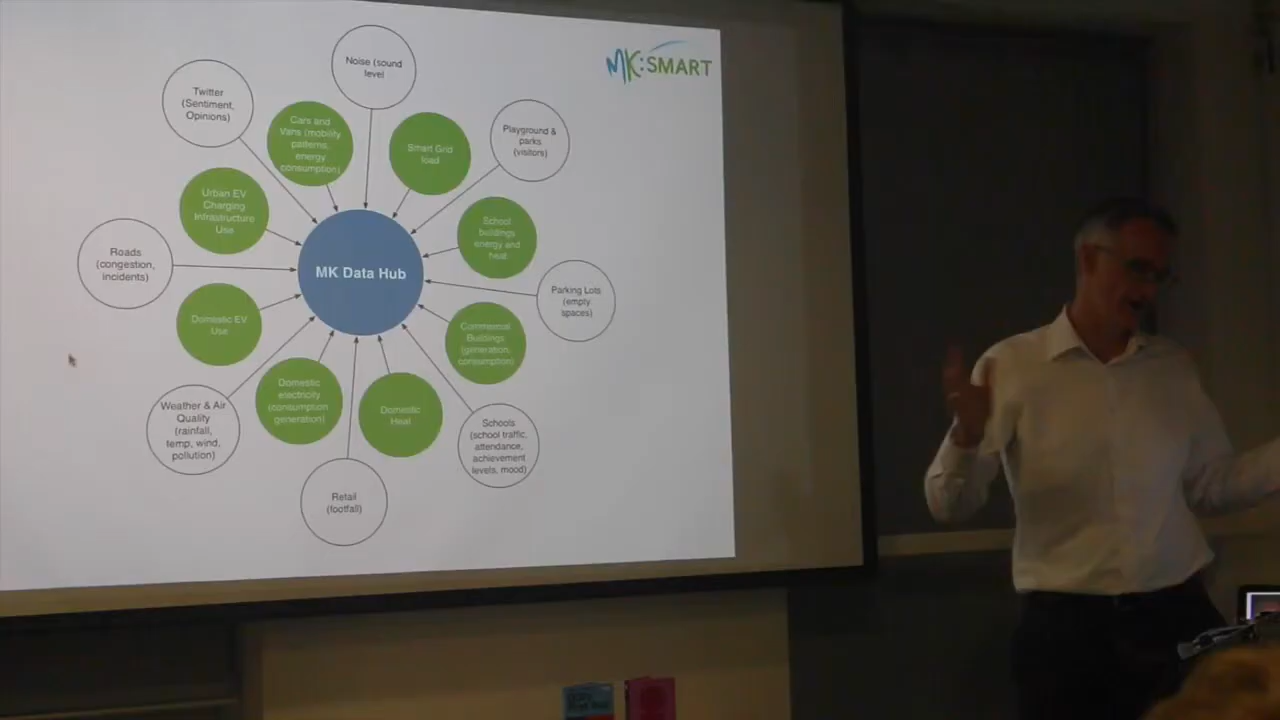 MK:SMART
Noise (sound
level
Twitter
(Sentiment,
Opinions)
Cars and
Vans (mobility
patterns,
energy
consumption)
Smart Grid
load
Playground &
parks
(visitors)
Urban EV
Charging
Infrastructure
Use
School
buildings
energy and
heat
Roads
(congestion,
incidents)
MK Data Hub
Parking Lots
(empty
spaces)
Domestic EV
Use
Commercial
Buildings
(generation,
consumption)
Domestic
electricity
(consumption
generation)
Domestic
Heat
Weather & Air
Quality
(rainfall,
temp, wind,
pollution)
Schools
(school traffic,
attendance,
achievement
levels, mood)
Retail
(footfall)